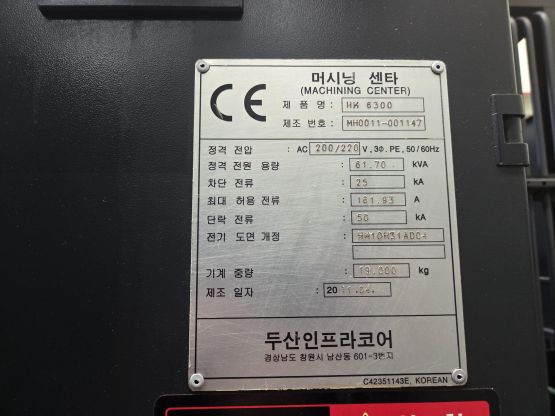 CE
머시닝 센타
(MACHINING CENTER)
제 품 명 : HM 6300
제조 번호 : MH0011-001147
정격 전압 : AC 200/220 V, 3Φ, PE, 50/60Hz
정격 전원 용량 : 61.70 kVA
차단 전류 : 25 kA
최대 허용 전류 : 161.93 A
단락 전류 : 50 kA
전기 도면 개정 :
기계 중량 : kg
제조 일자 : 20 11.
두산인프라코어
경상남도 창원시 남산동 601-3번지
C42351143E, KOREAN